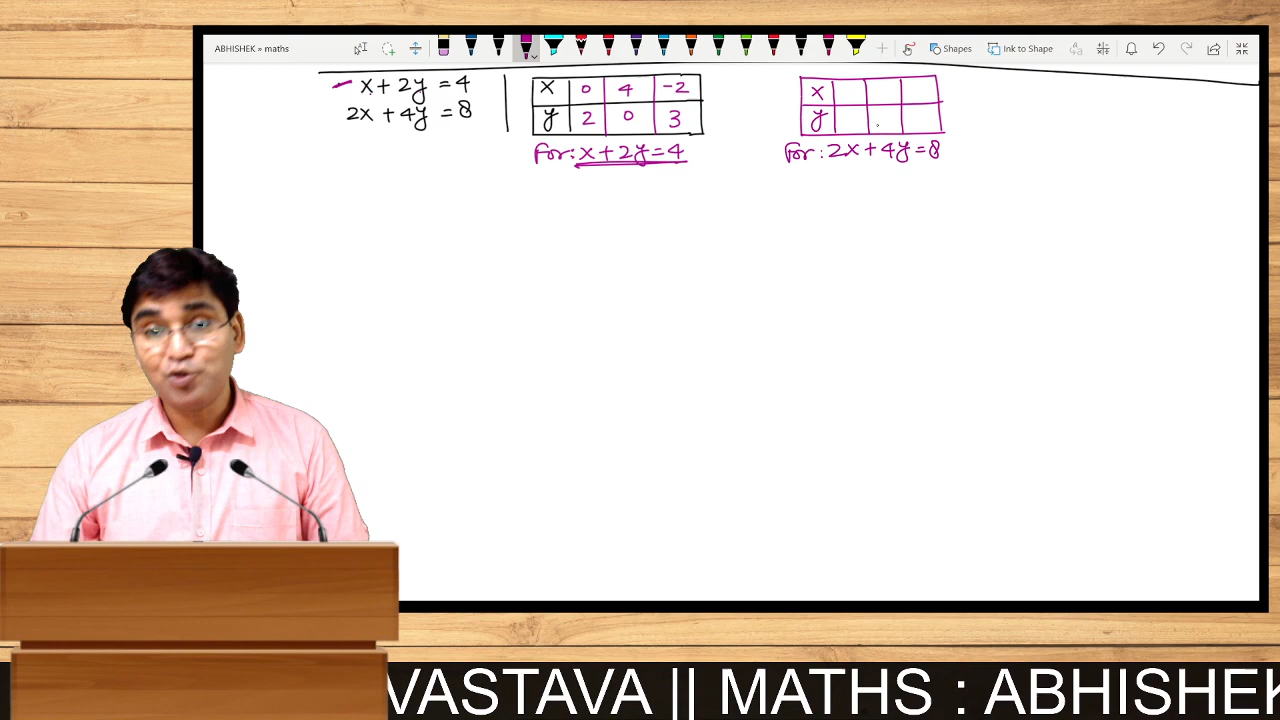 ABHISHEK » maths
Shapes
Ink to Shape
x + 2y = 4
2x + 4y = 8
x 0 4 -2
y 2 0 3
For: x + 2y = 4
x
y
For: 2x + 4y = 8
VASTAVA || MATHS : ABHISHEK